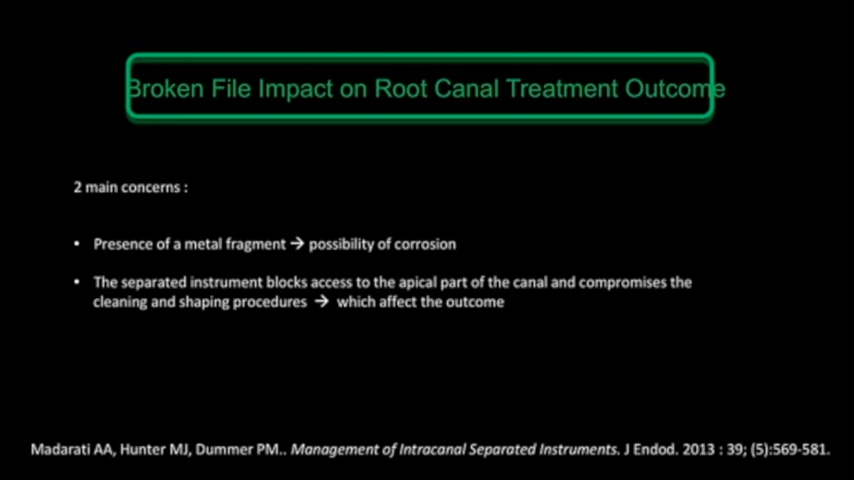 Broken File Impact on Root Canal Treatment Outcome
2 main concerns :
• Presence of a metal fragment → possibility of corrosion
• The separated instrument blocks access to the apical part of the canal and compromises the
cleaning and shaping procedures → which affect the outcome
Madarati AA, Hunter MJ, Dummer PM.. Management of Intracanal Separated Instruments. J Endod. 2013 : 39; (5):569-581.